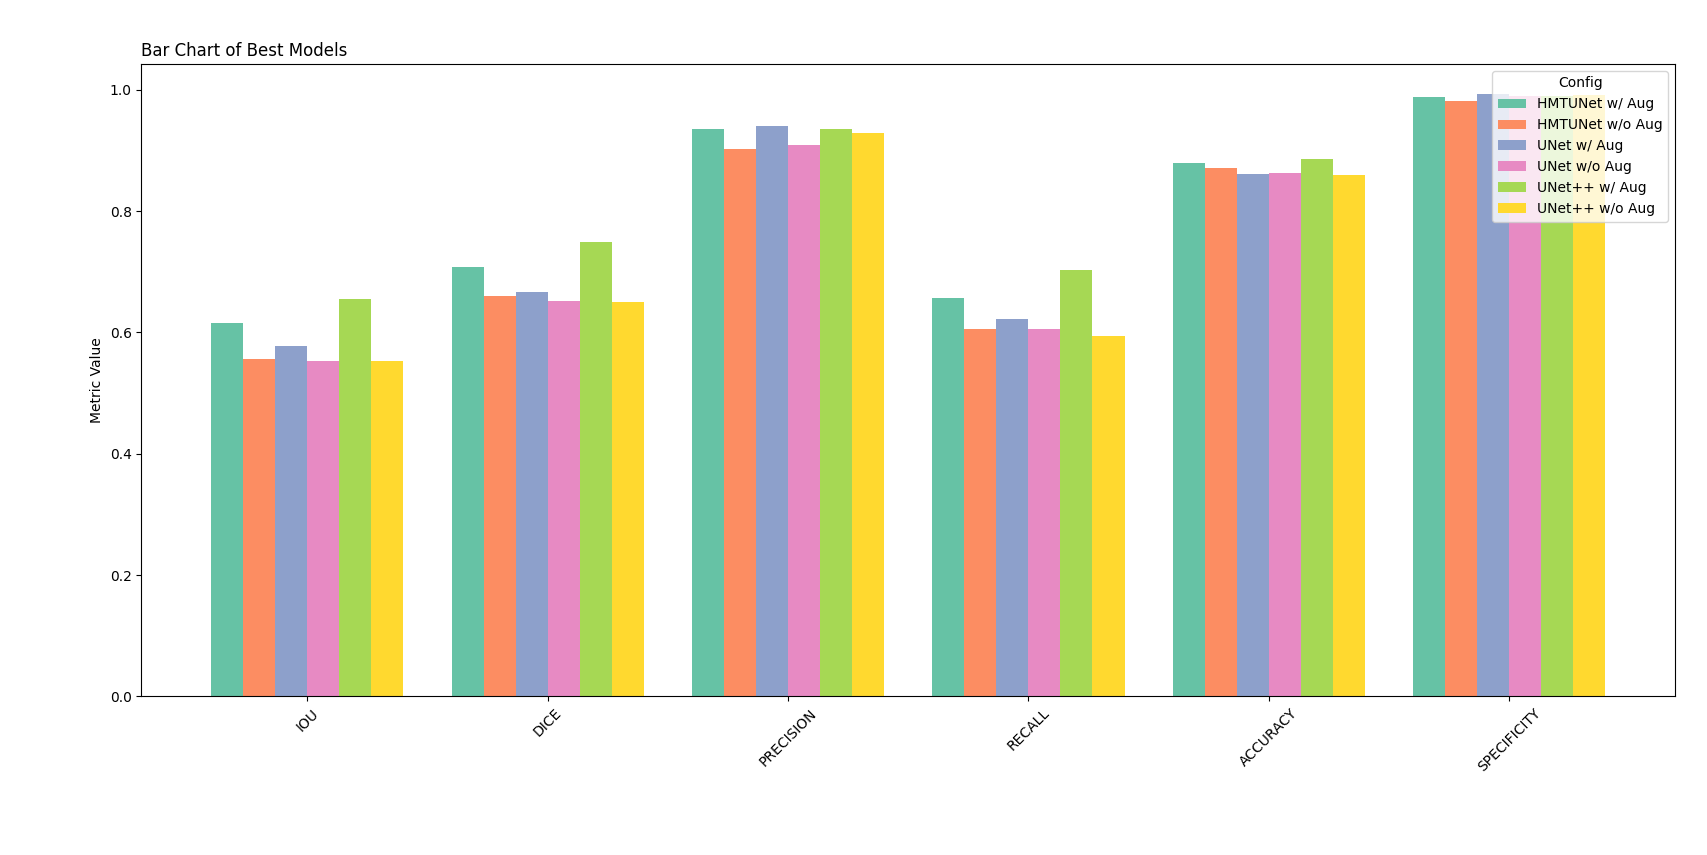 Bar Chart of Best Models
Config
HMTUNet w/ Aug
HMTUNet w/o Aug
UNet w/ Aug
UNet w/o Aug
UNet++ w/ Aug
UNet++ w/o Aug
Metric Value
1.0
0.8
0.6
0.4
0.2
0.0
IOU
DICE
PRECISION
RECALL
ACCURACY
SPECIFICITY